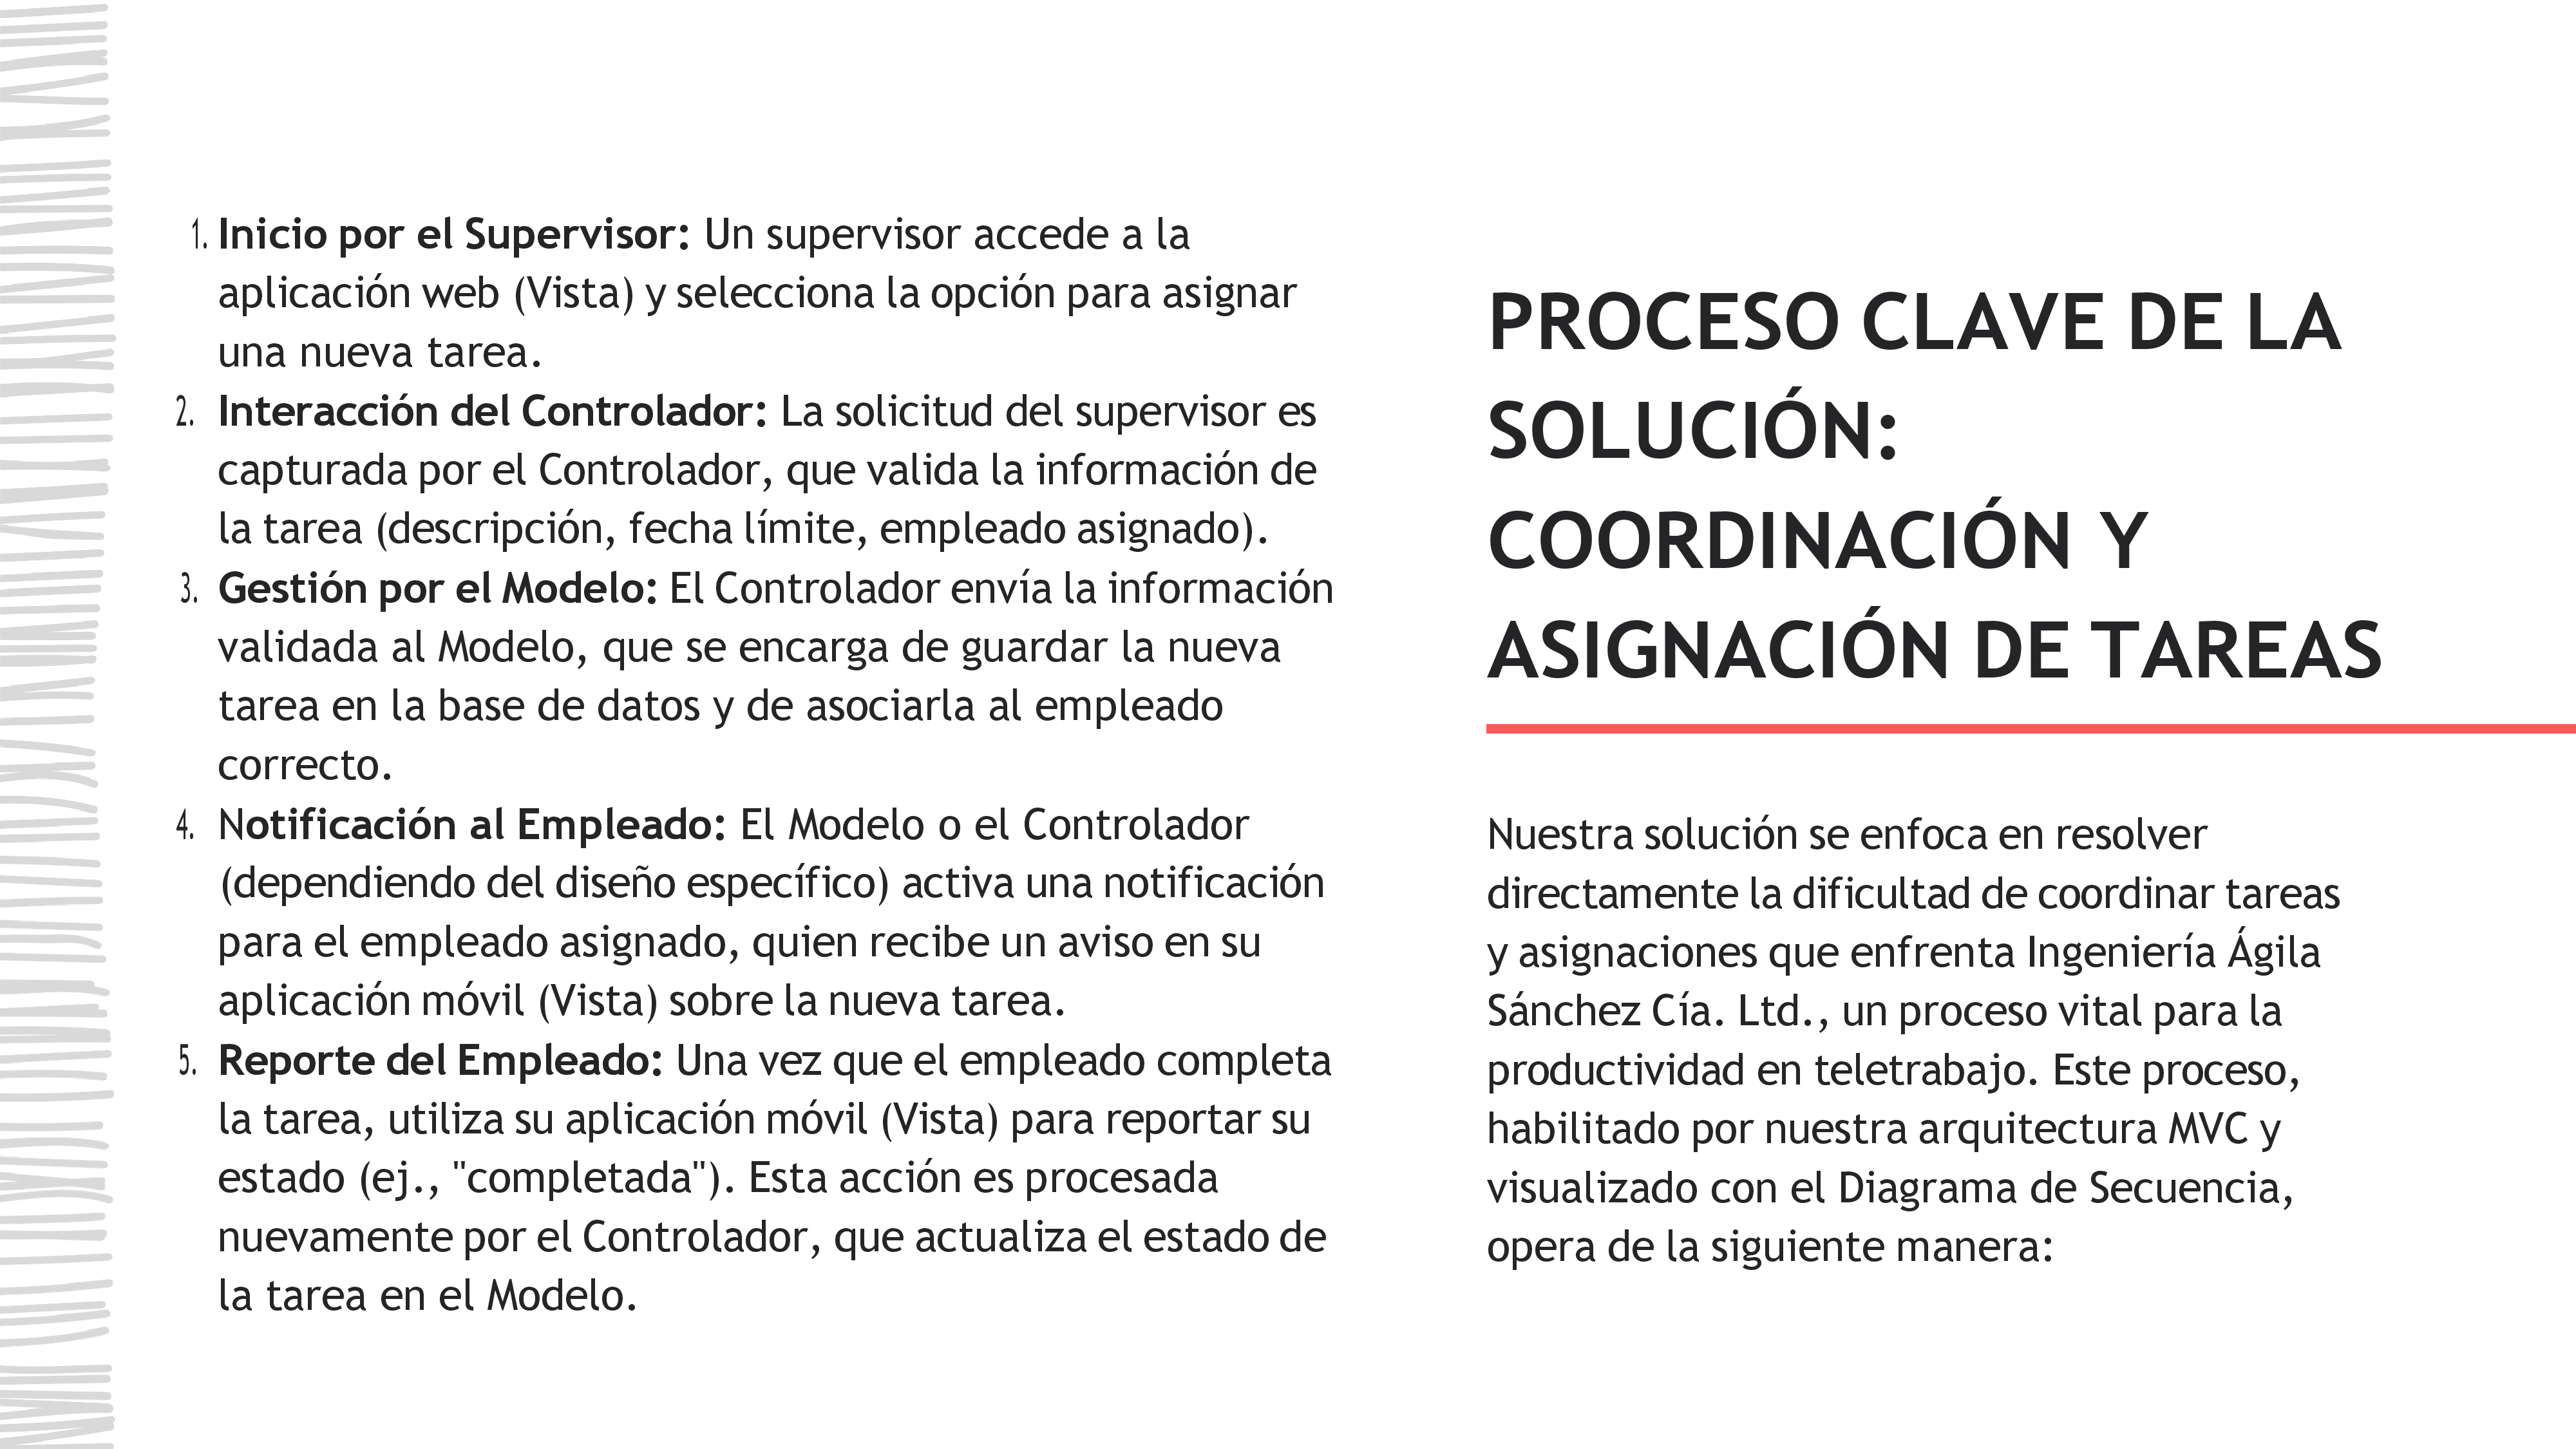 1. Inicio por el Supervisor: Un supervisor accede a la
aplicación web (Vista) y selecciona la opción para asignar
una nueva tarea.
2. Interacción del Controlador: La solicitud del supervisor es
capturada por el Controlador, que valida la información de
la tarea (descripción, fecha límite, empleado asignado).
3. Gestión por el Modelo: El Controlador envía la información
validada al Modelo, que se encarga de guardar la nueva
tarea en la base de datos y de asociarla al empleado
correcto.
4. Notificación al Empleado: El Modelo o el Controlador
(dependiendo del diseño específico) activa una notificación
para el empleado asignado, quien recibe un aviso en su
aplicación móvil (Vista) sobre la nueva tarea.
5. Reporte del Empleado: Una vez que el empleado completa
la tarea, utiliza su aplicación móvil (Vista) para reportar su
estado (ej., "completada"). Esta acción es procesada
nuevamente por el Controlador, que actualiza el estado de
la tarea en el Modelo.
PROCESO CLAVE DE LA
SOLUCIÓN:
COORDINACIÓN Y
ASIGNACIÓN DE TAREAS
Nuestra solución se enfoca en resolver
directamente la dificultad de coordinar tareas
y asignaciones que enfrenta Ingeniería Ágila
Sánchez Cía. Ltd., un proceso vital para la
productividad en teletrabajo. Este proceso,
habilitado por nuestra arquitectura MVC y
visualizado con el Diagrama de Secuencia,
opera de la siguiente manera: